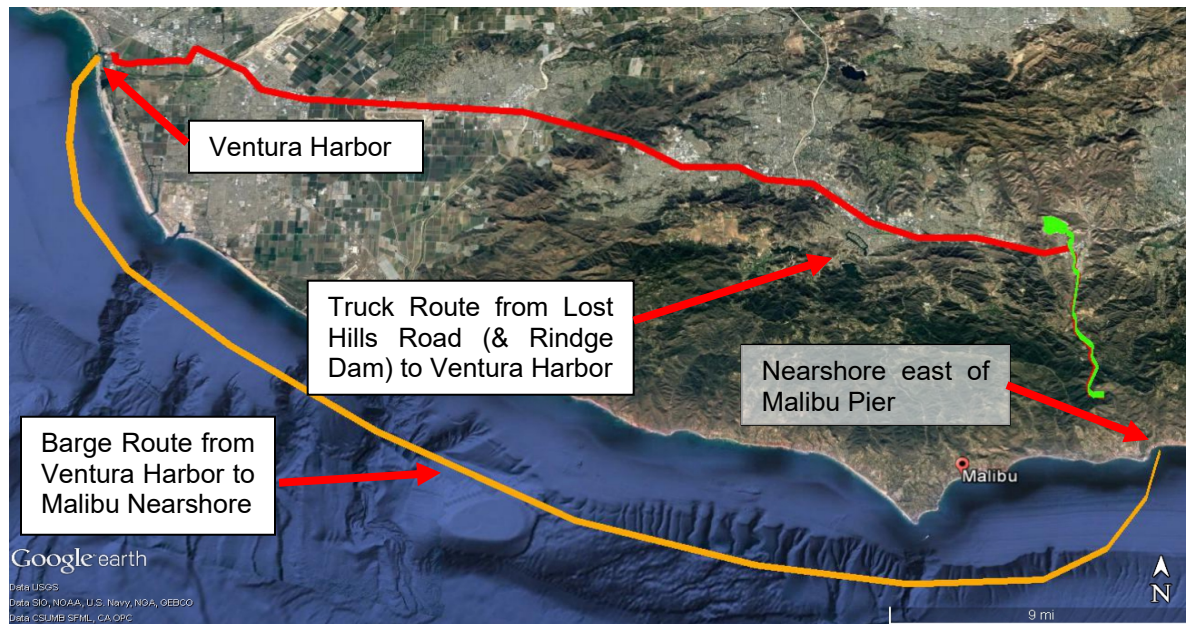 Ventura Harbor
Truck Route from Lost
Hills Road (& Rindge
Dam) to Ventura Harbor
Nearshore east of
Malibu Pier
Barge Route from
Ventura Harbor to
Malibu Nearshore
Malibu
Google earth
Data USGS
Data SIO, NOAA, U.S. Navy, NGA, GEBCO
Data CSUMB SFML, CA OPC
N
9 mi